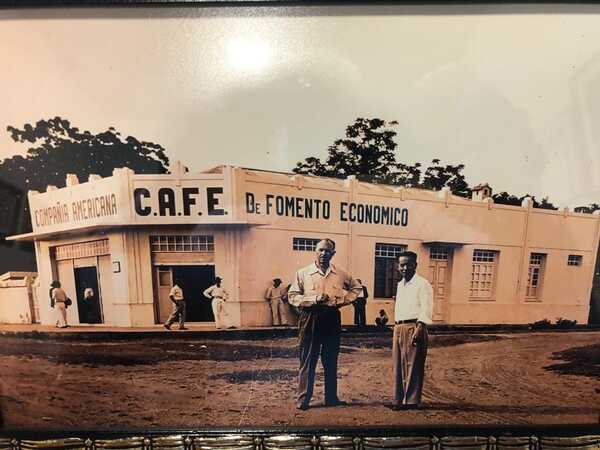 COMPAÑIA AMERICANA
C.A.F.E.
DE FOMENTO ECONOMICO